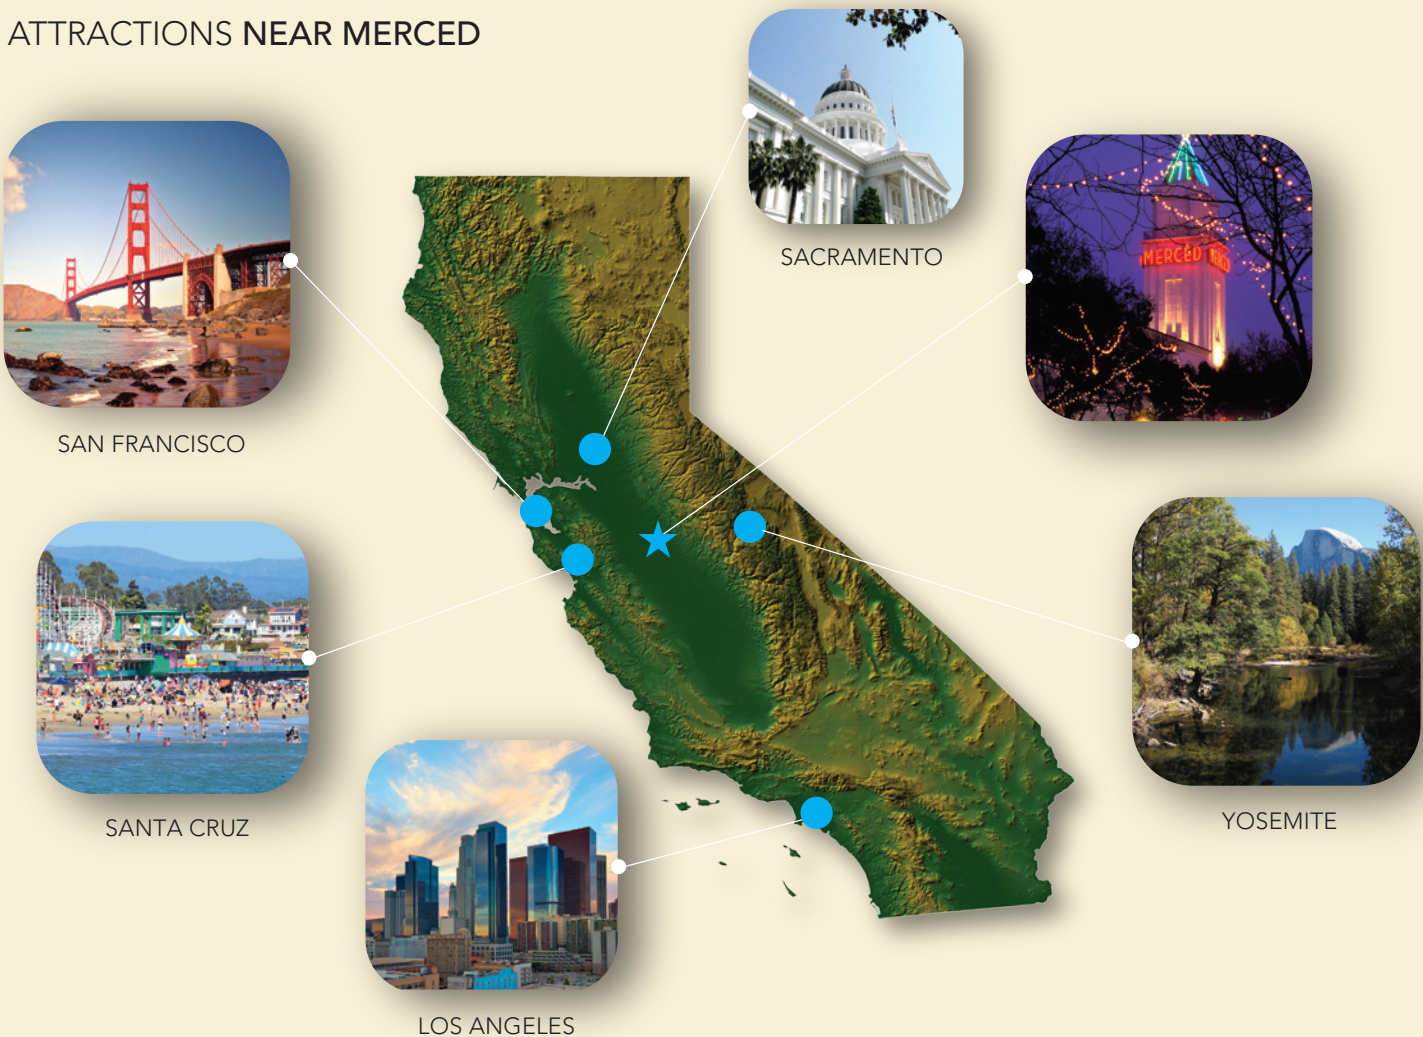 ATTRACTIONS NEAR MERCED
SACRAMENTO
MERCED
SAN FRANCISCO
SANTA CRUZ
YOSEMITE
LOS ANGELES